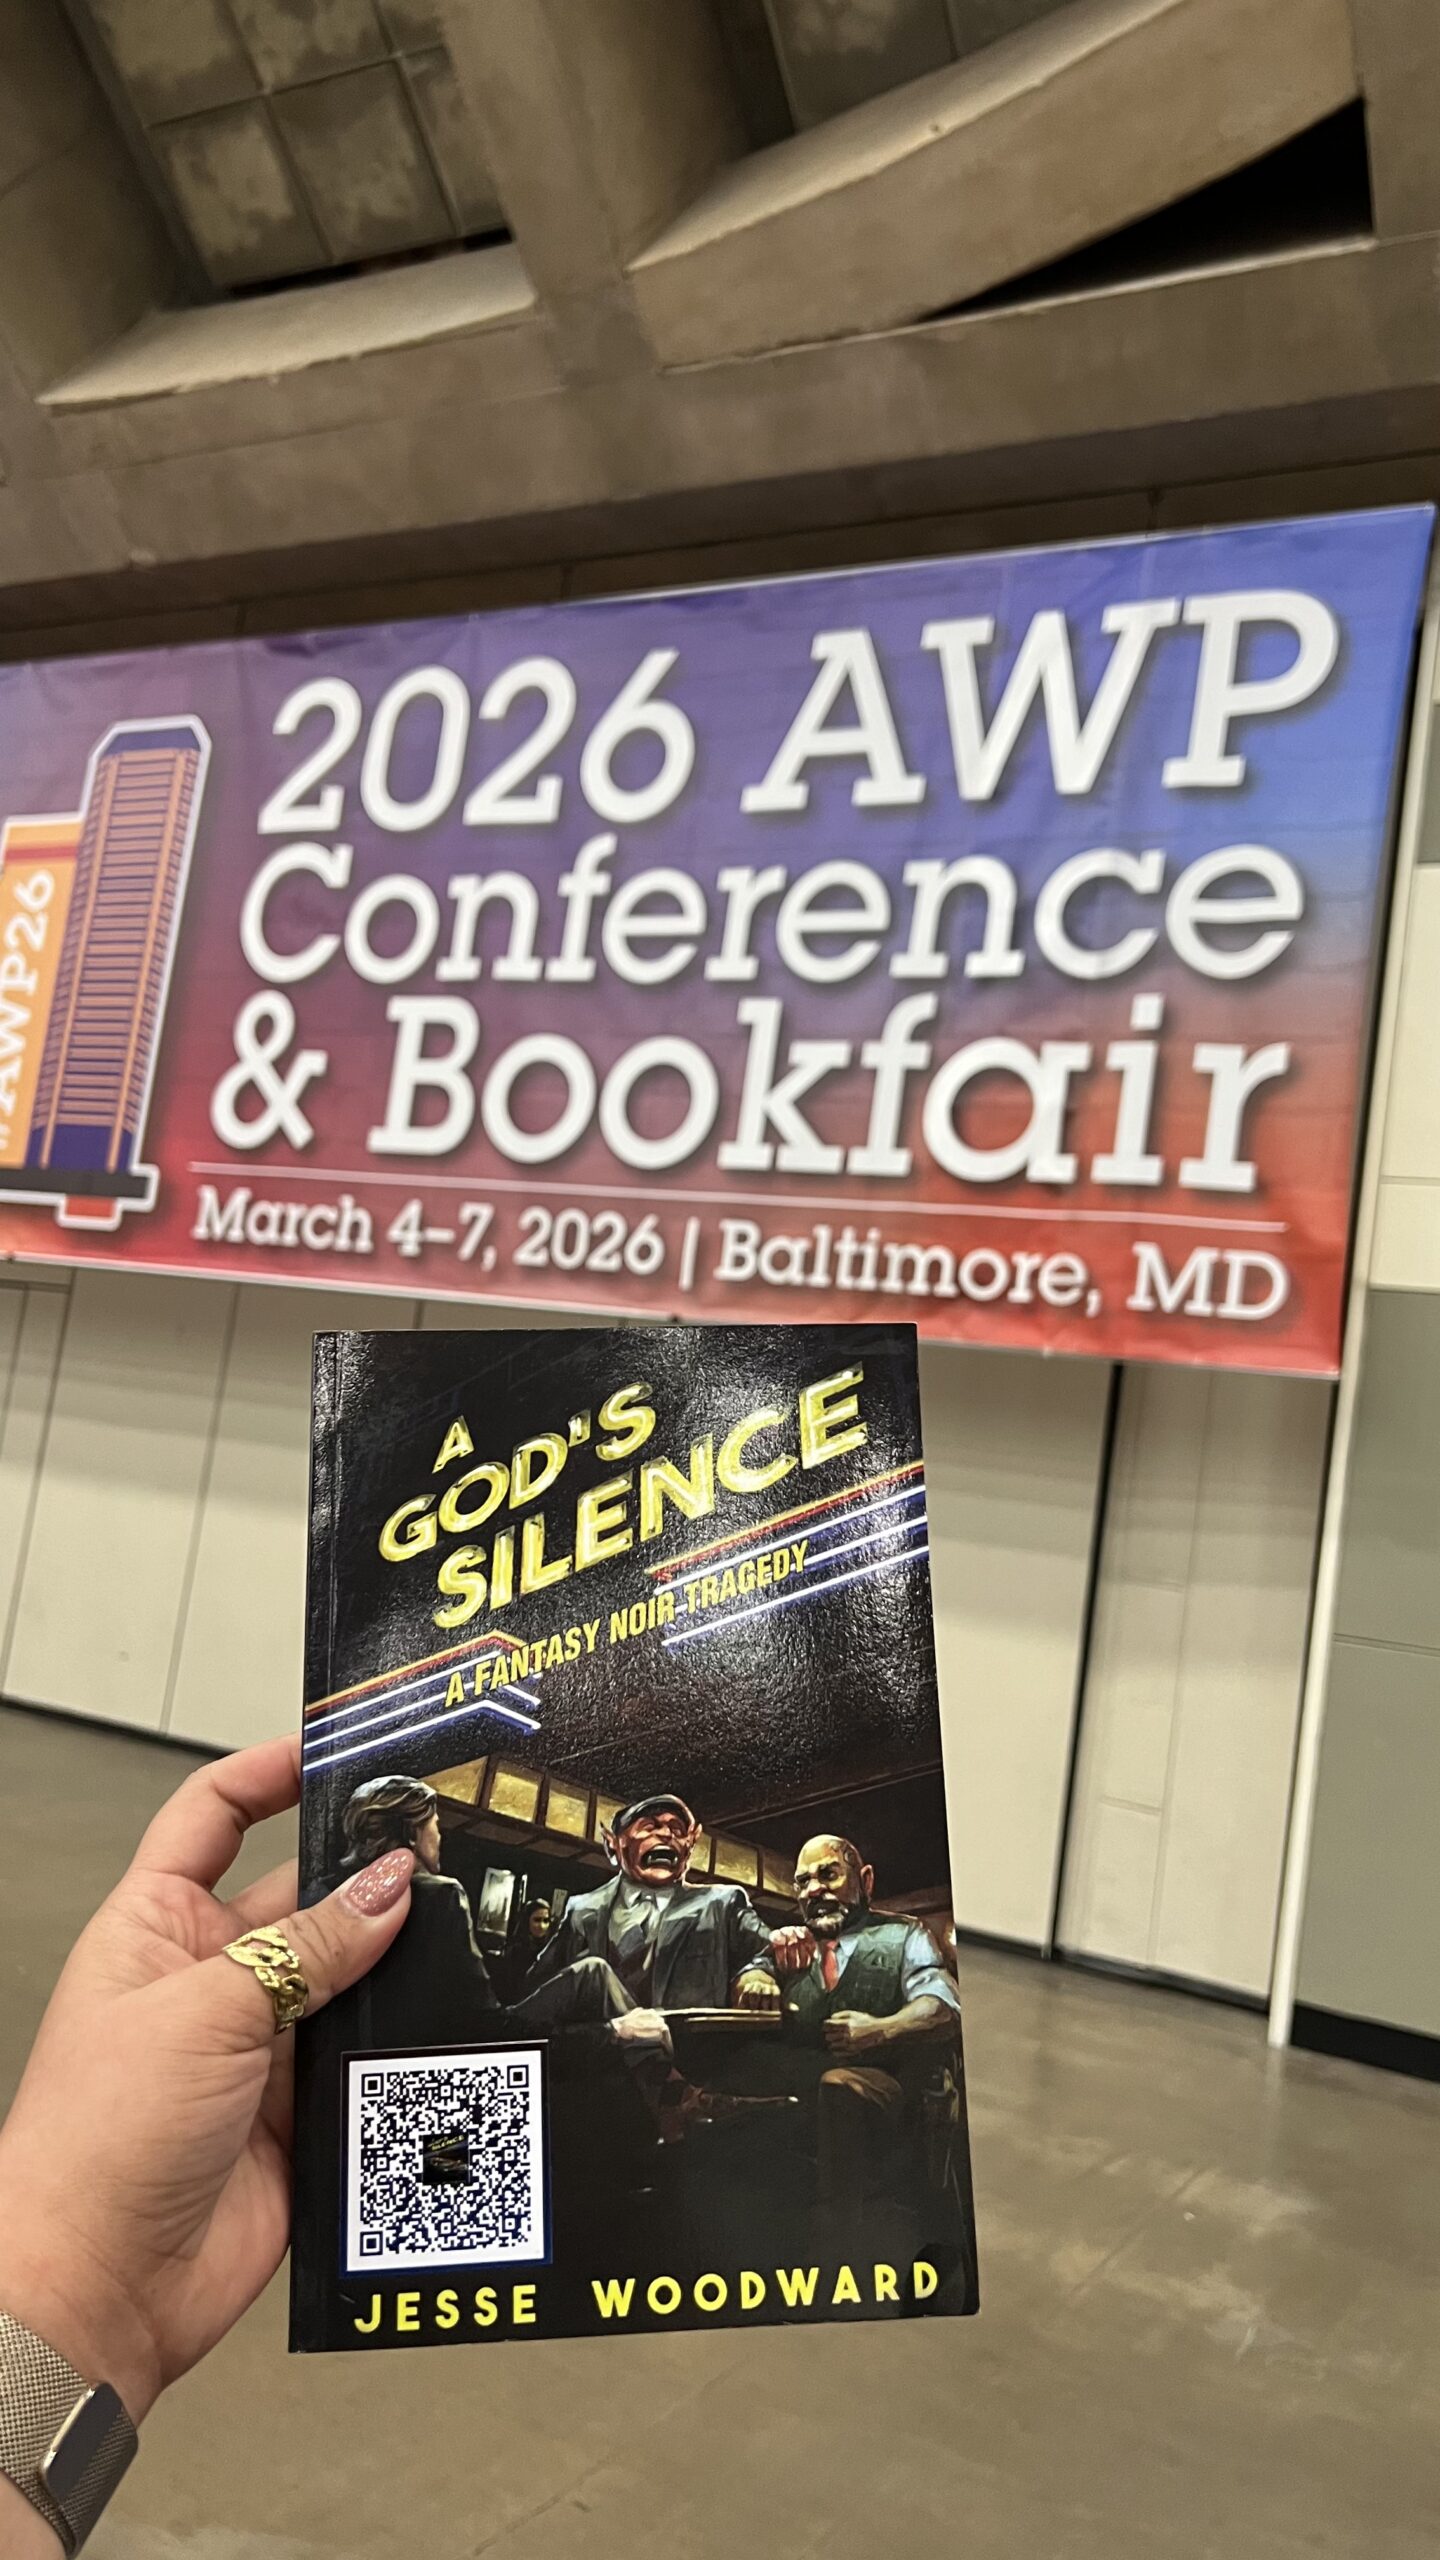 2026 AWP
Conference
& Bookfair
March 4–7, 2026 | Baltimore, MD
#AWP26
A
GOD'S
SILENCE
A FANTASY NOIR TRAGEDY
JESSE WOODWARD